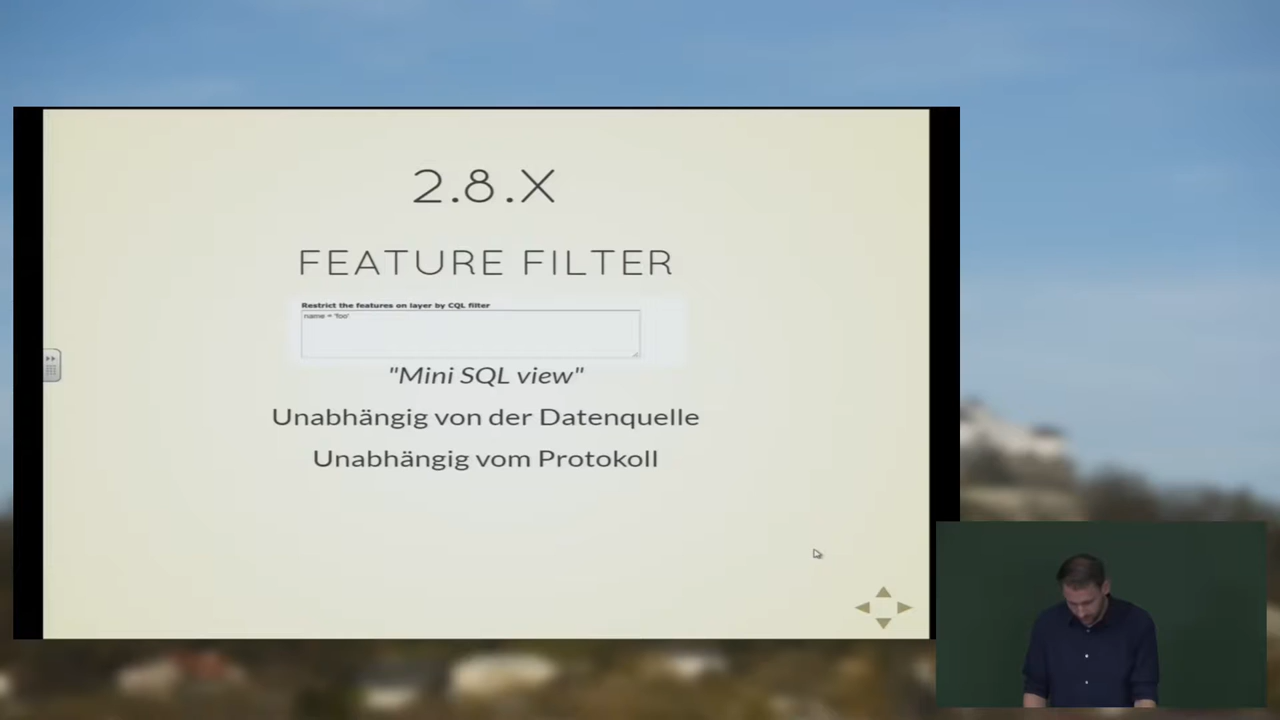 2.8.X
FEATURE FILTER
Restrict the features on layer by CQL filter
name = 'foo'
"Mini SQL view"
Unabhängig von der Datenquelle
Unabhängig vom Protokoll